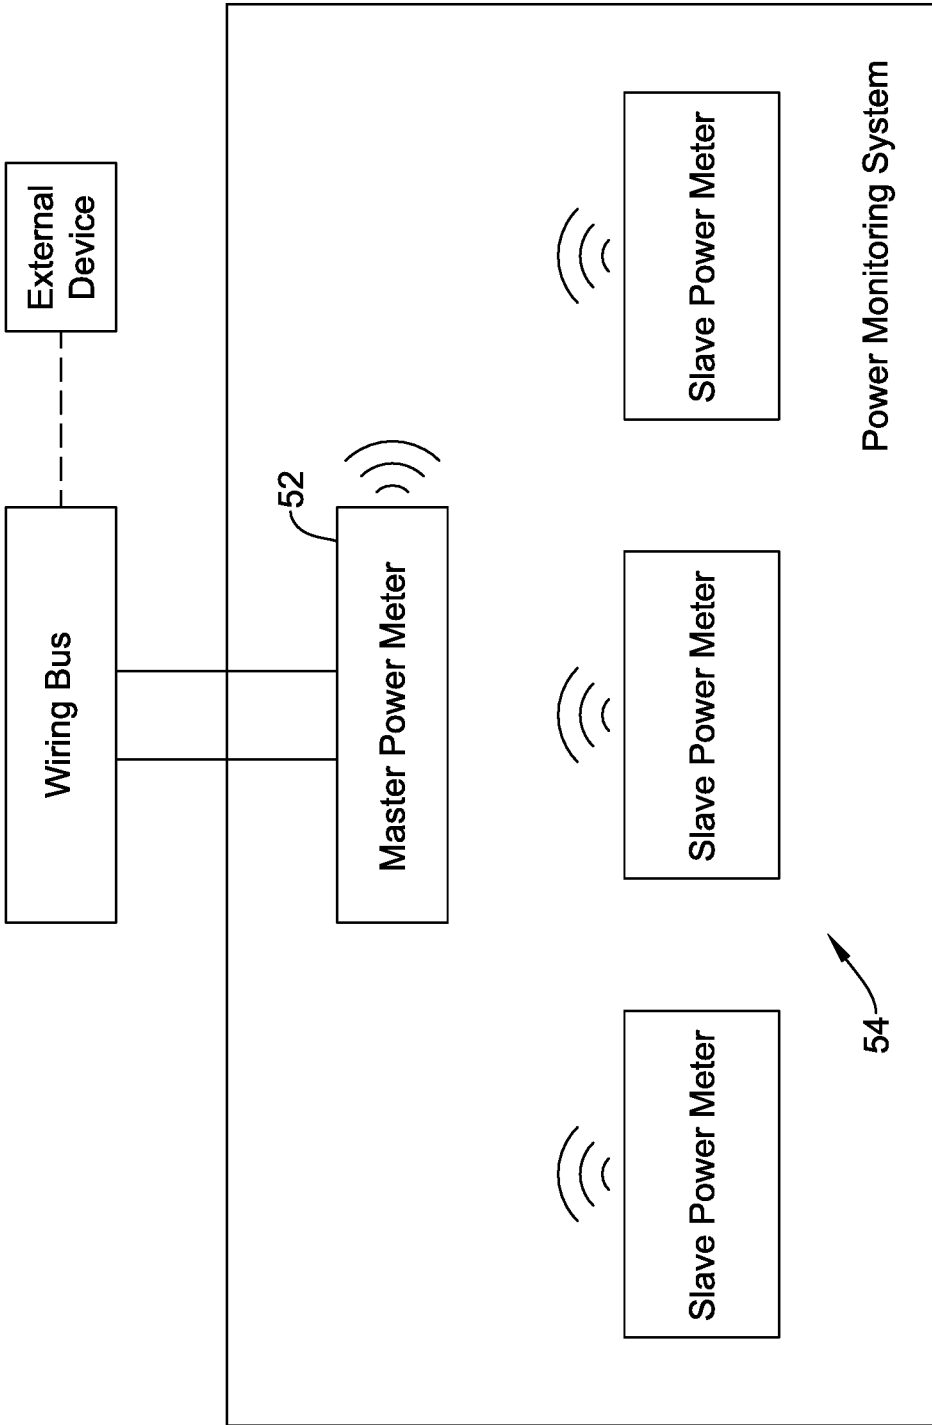 Wiring Bus
External
Device
52
Master Power Meter
Slave Power Meter
Slave Power Meter
Slave Power Meter
54
Power Monitoring System